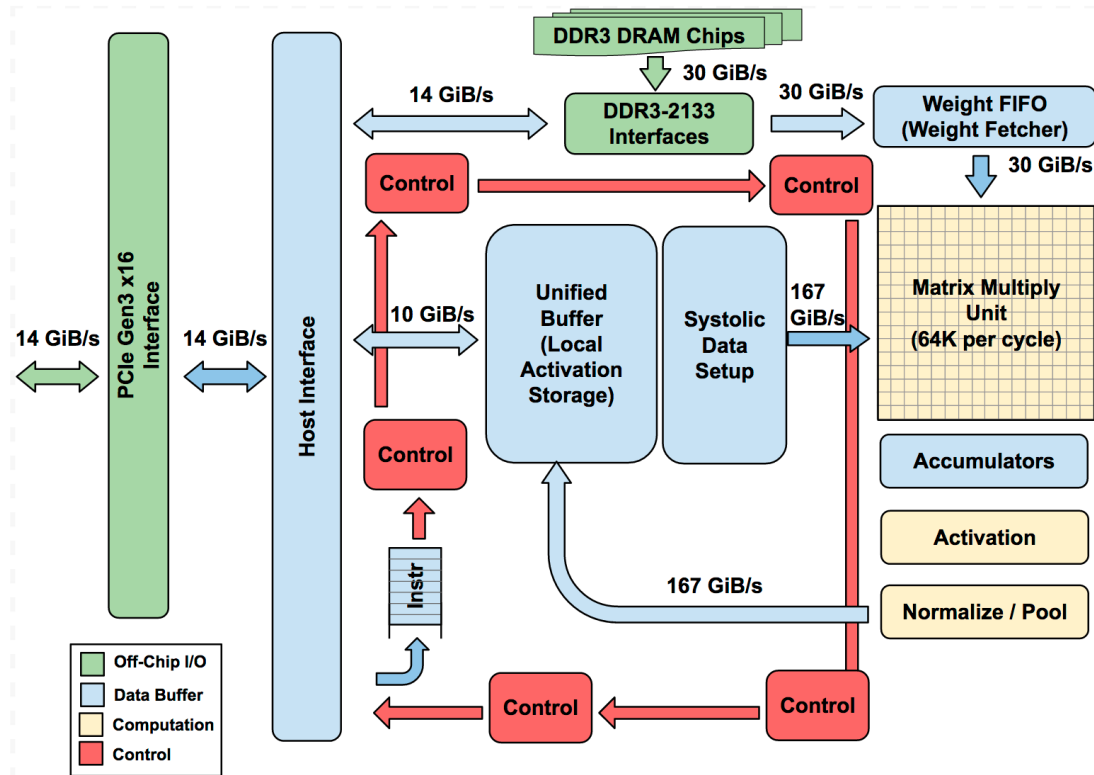 DDR3 DRAM Chips
30 GiB/s
14 GiB/s
DDR3-2133
Interfaces
30 GiB/s
Weight FIFO
(Weight Fetcher)
30 GiB/s
Control
Control
PCIe Gen3 x16
Interface
Host Interface
14 GiB/s
14 GiB/s
10 GiB/s
Unified
Buffer
(Local
Activation
Storage)
Systolic
Data
Setup
167
GiB/s
Matrix Multiply
Unit
(64K per cycle)
Control
Accumulators
Activation
Instr
167 GiB/s
Normalize / Pool
Off-Chip I/O
Data Buffer
Computation
Control
Control
Control